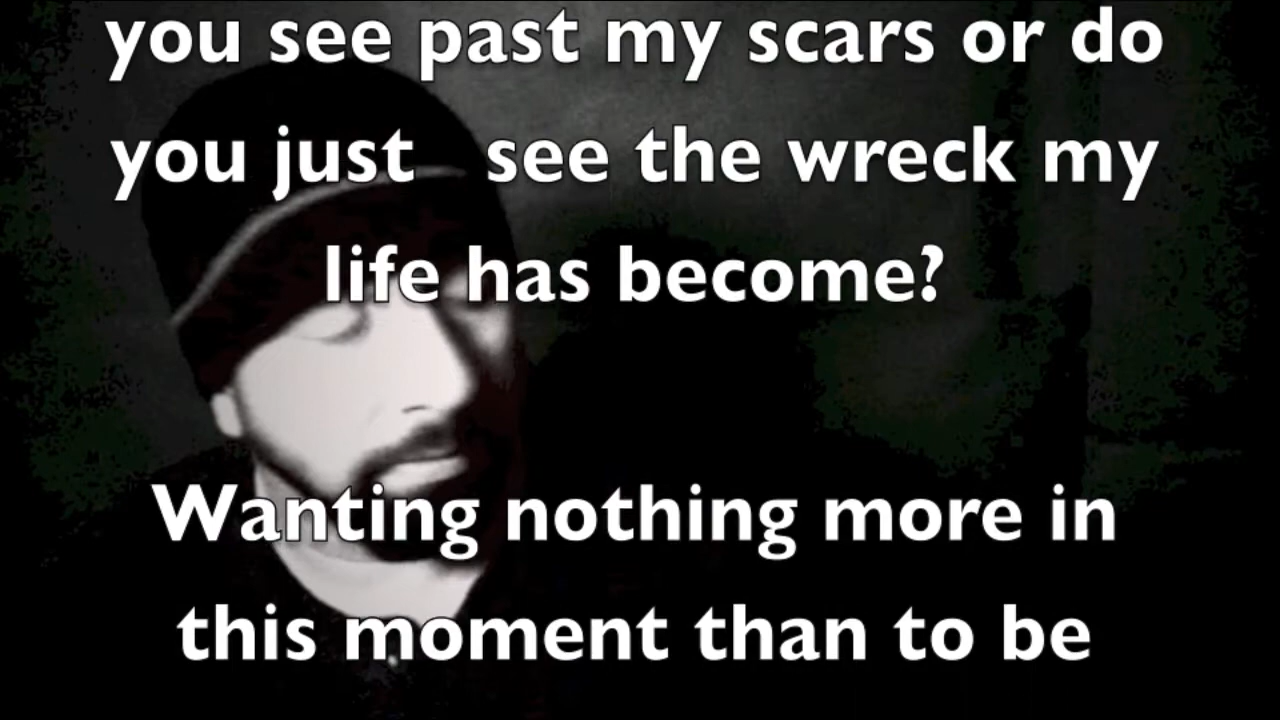 you see past my scars or do
you just see the wreck my
life has become?
Wanting nothing more in
this moment than to be